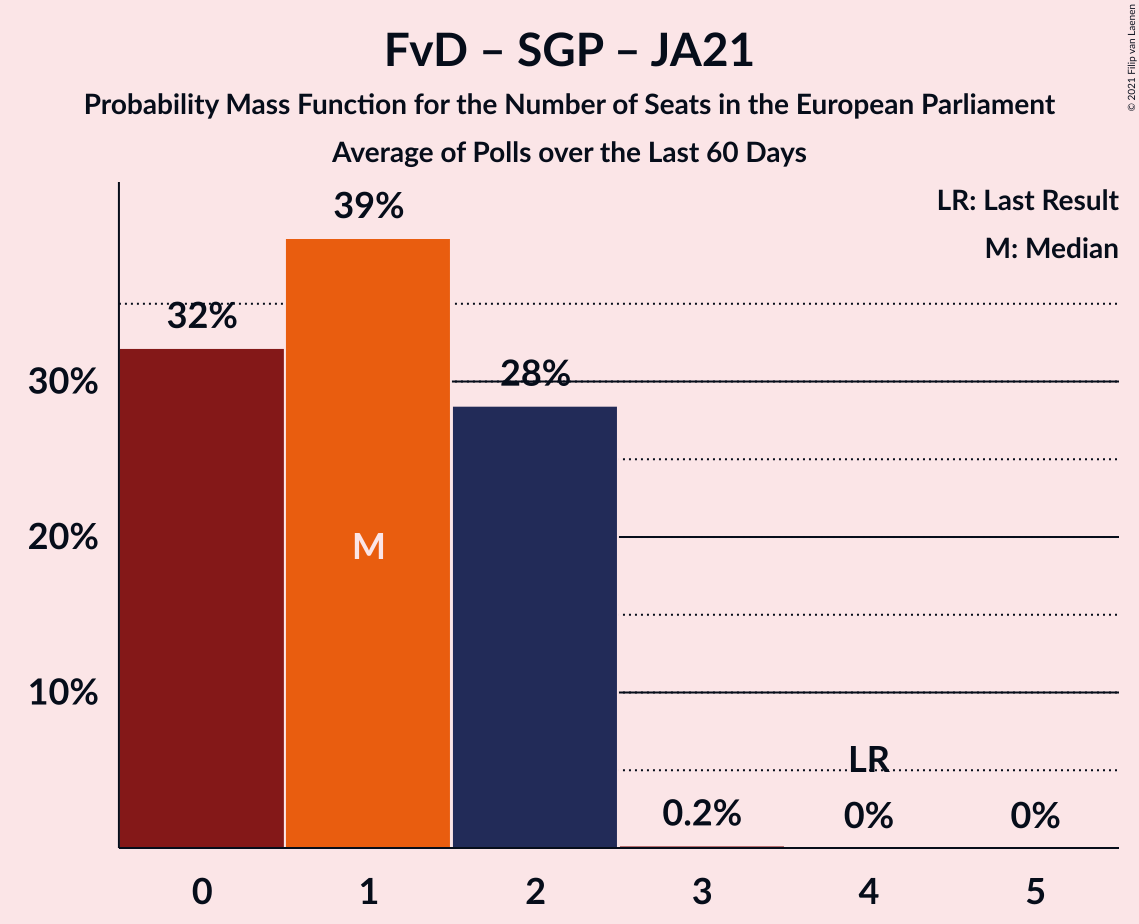 FvD – SGP – JA21
Probability Mass Function for the Number of Seats in the European Parliament
Average of Polls over the Last 60 Days
© 2021 Filip van Laenen
LR: Last Result
M: Median
39%
32%
28%
30%
20%
10%
M
LR
0.2%
0%
0%
0
1
2
3
4
5